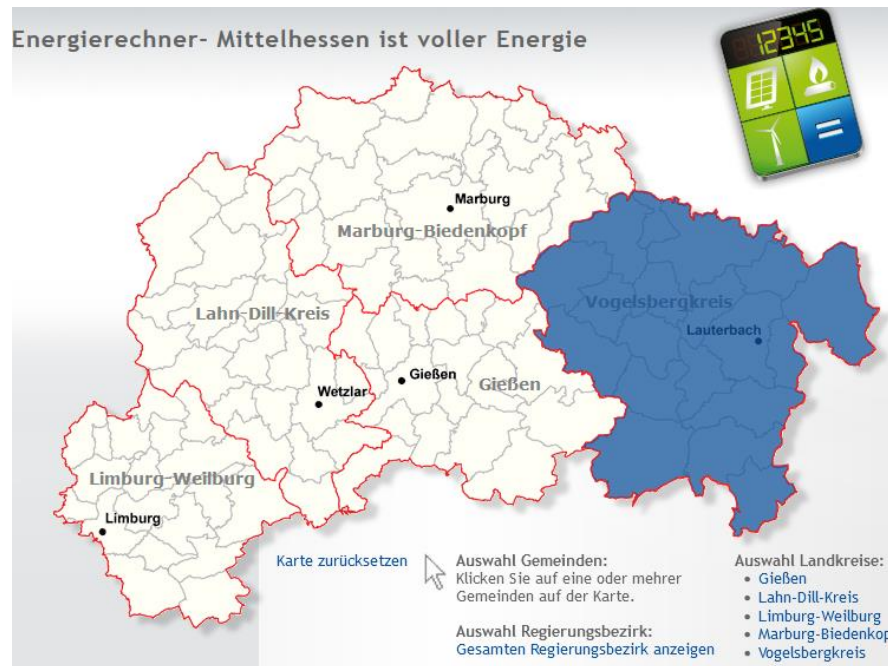 Energierechner- Mittelhessen ist voller Energie
12345
=
Marburg
Marburg-Biedenkopf
Vogelsbergkreis
Lahn-Dill-Kreis
Lauterbach
Gießen
Gießen
Wetzlar
Limburg-Weilburg
Limburg
Karte zurücksetzen
Auswahl Gemeinden:
Klicken Sie auf eine oder mehrer
Gemeinden auf der Karte.
Auswahl Regierungsbezirk:
Gesamten Regierungsbezirk anzeigen
Auswahl Landkreise:
• Gießen
• Lahn-Dill-Kreis
• Limburg-Weilburg
• Marburg-Biedenkop
• Vogelsbergkreis